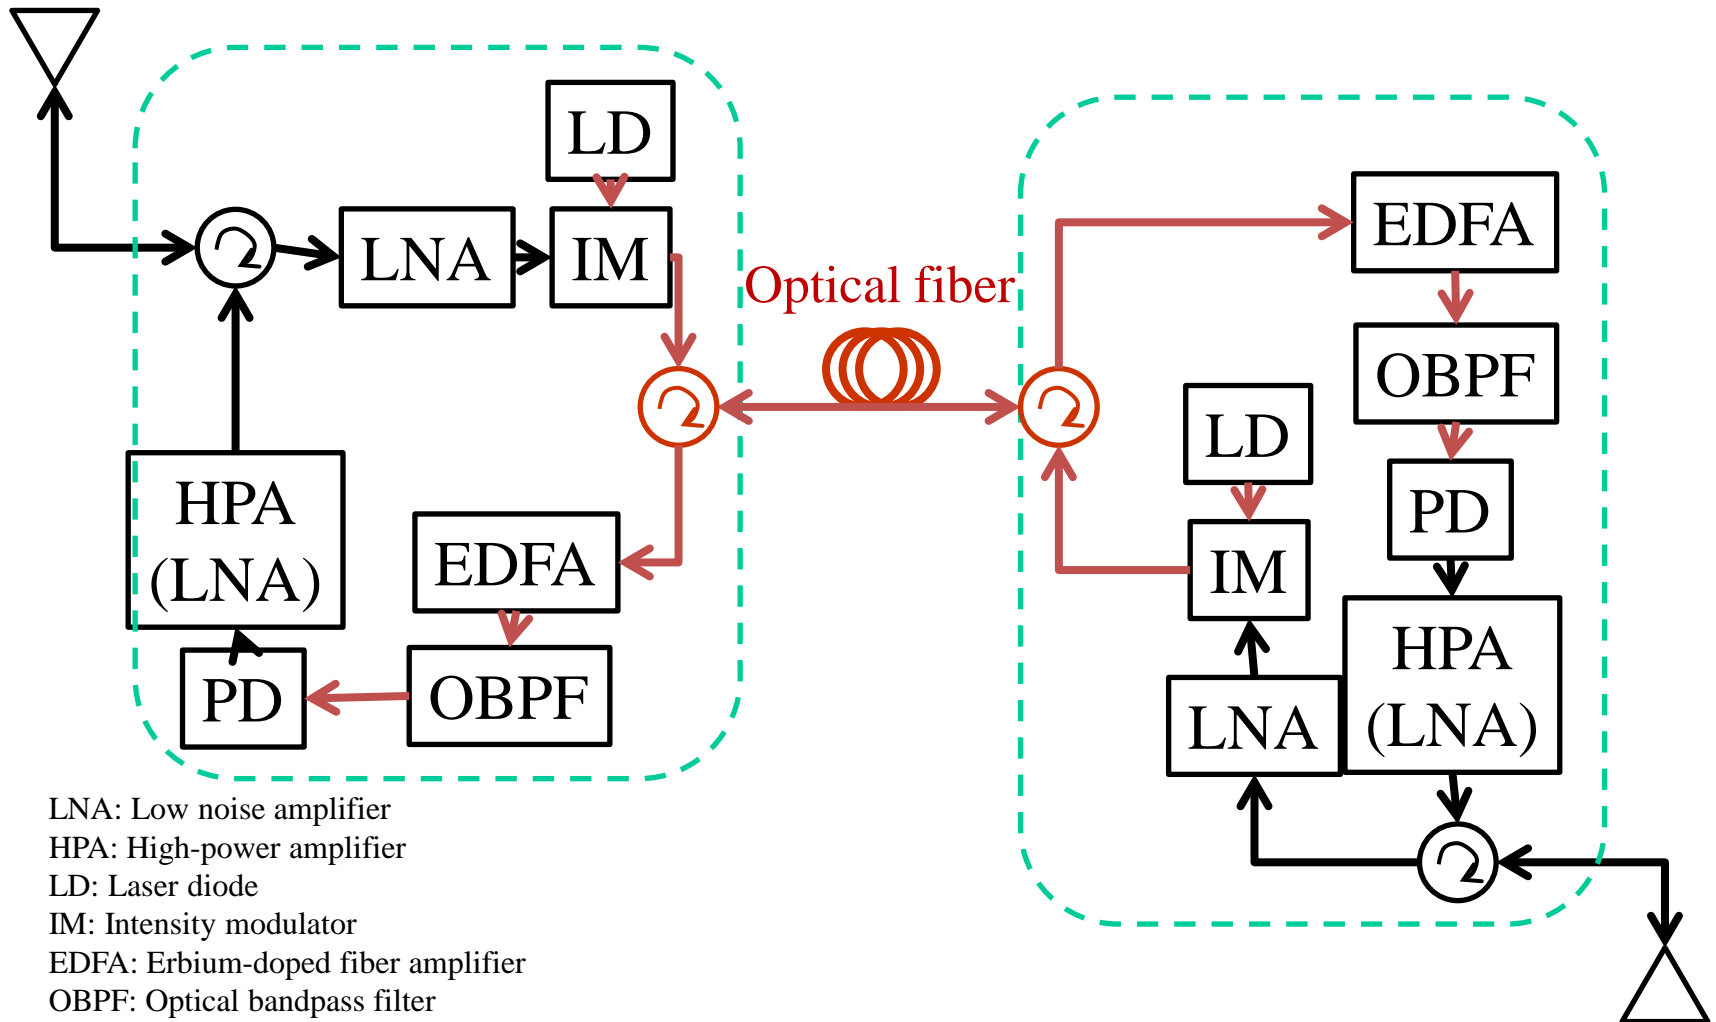 LD
LNA
IM
HPA
(LNA)
EDFA
PD
OBPF
Optical fiber
EDFA
OBPF
LD
PD
IM
HPA
(LNA)
LNA
LNA: Low noise amplifier
HPA: High-power amplifier
LD: Laser diode
IM: Intensity modulator
EDFA: Erbium-doped fiber amplifier
OBPF: Optical bandpass filter